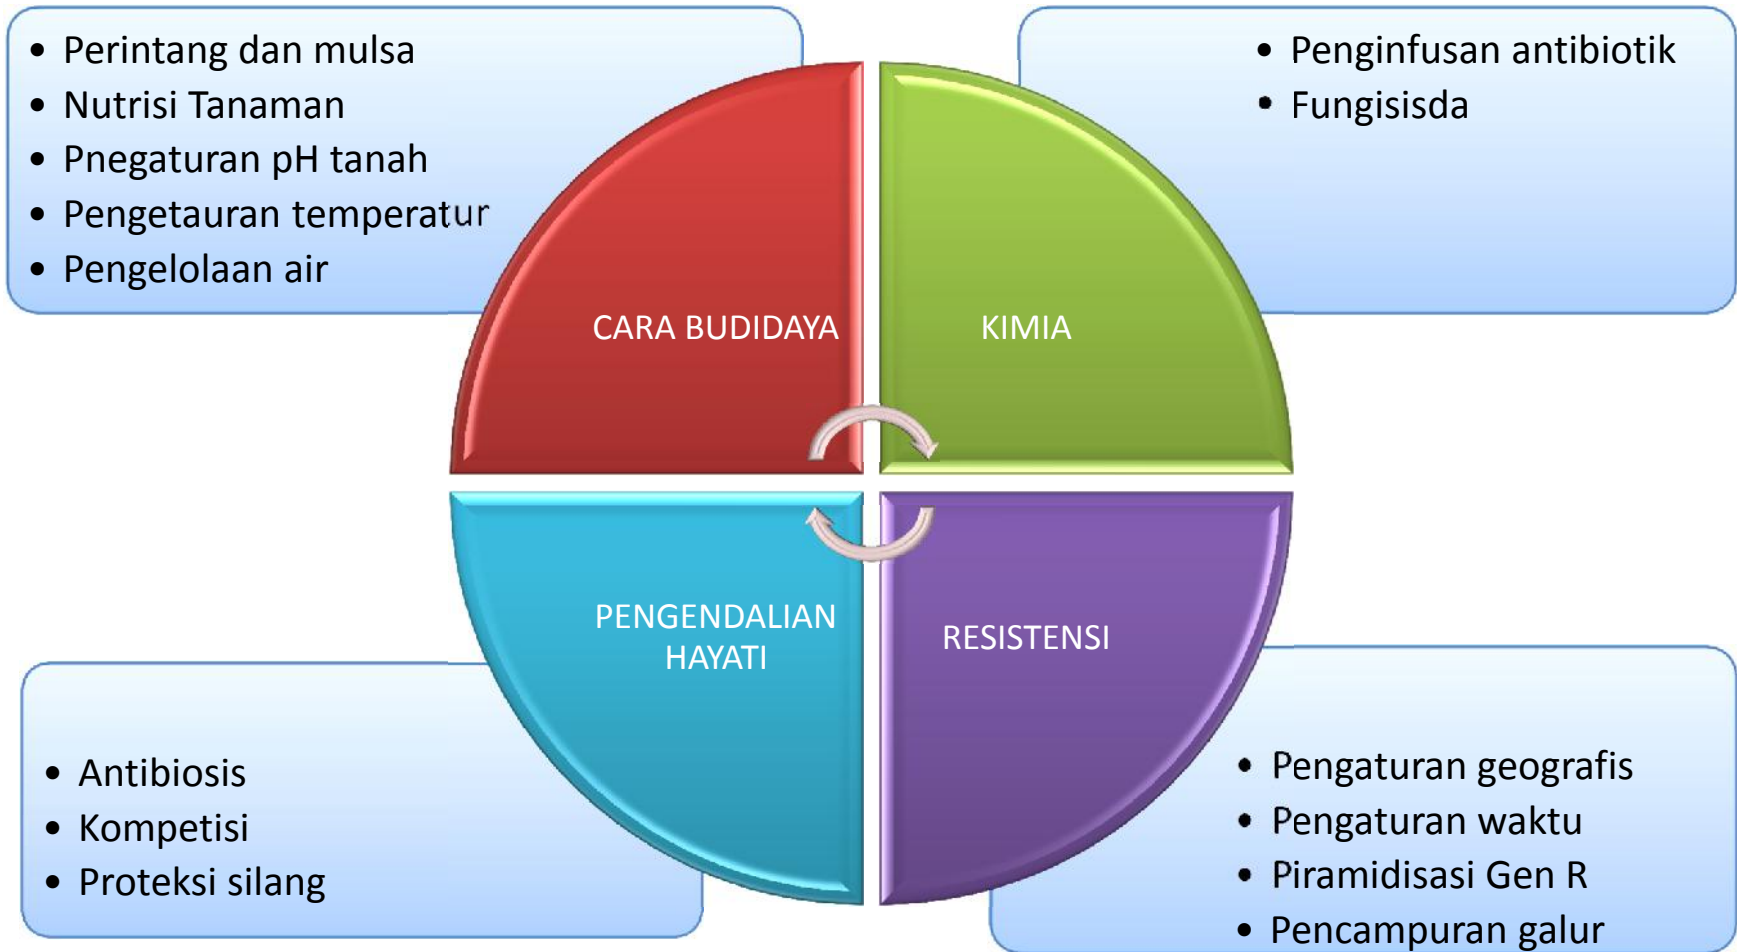 • Perintang dan mulsa
• Nutrisi Tanaman
• Pnegaturan pH tanah
• Pengetauran temperatur
• Pengelolaan air
• Penginfusan antibiotik
• Fungisisda
CARA BUDIDAYA
KIMIA
PENGENDALIAN
HAYATI
RESISTENSI
• Antibiosis
• Kompetisi
• Proteksi silang
• Pengaturan geografis
• Pengaturan waktu
• Piramidisasi Gen R
• Pencampuran galur